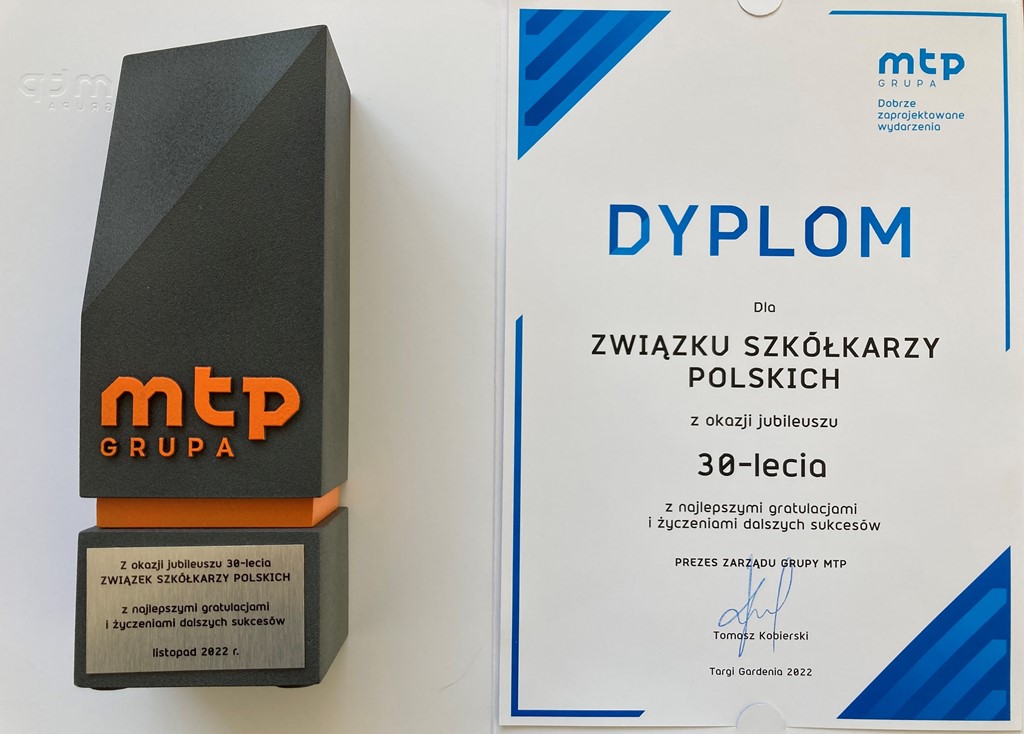 mtp
GRUPA
mtp
GRUPA
Z okazji jubileuszu 30-lecia
ZWIĄZEK SZKÓŁKARZY POLSKICH
z najlepszymi gratulacjami
i życzeniami dalszych sukcesów
listopad 2022 r.
mtp
GRUPA
Dobrze
zaprojektowane
wydarzenia
DYPLOM
Dla
ZWIĄZKU SZKÓŁKARZY
POLSKICH
z okazji jubileuszu
30-lecia
z najlepszymi gratulacjami
i życzeniami dalszych sukcesów
PREZES ZARZĄDU GRUPY MTP
Tomasz Kobierski
Targi Gardenia 2022